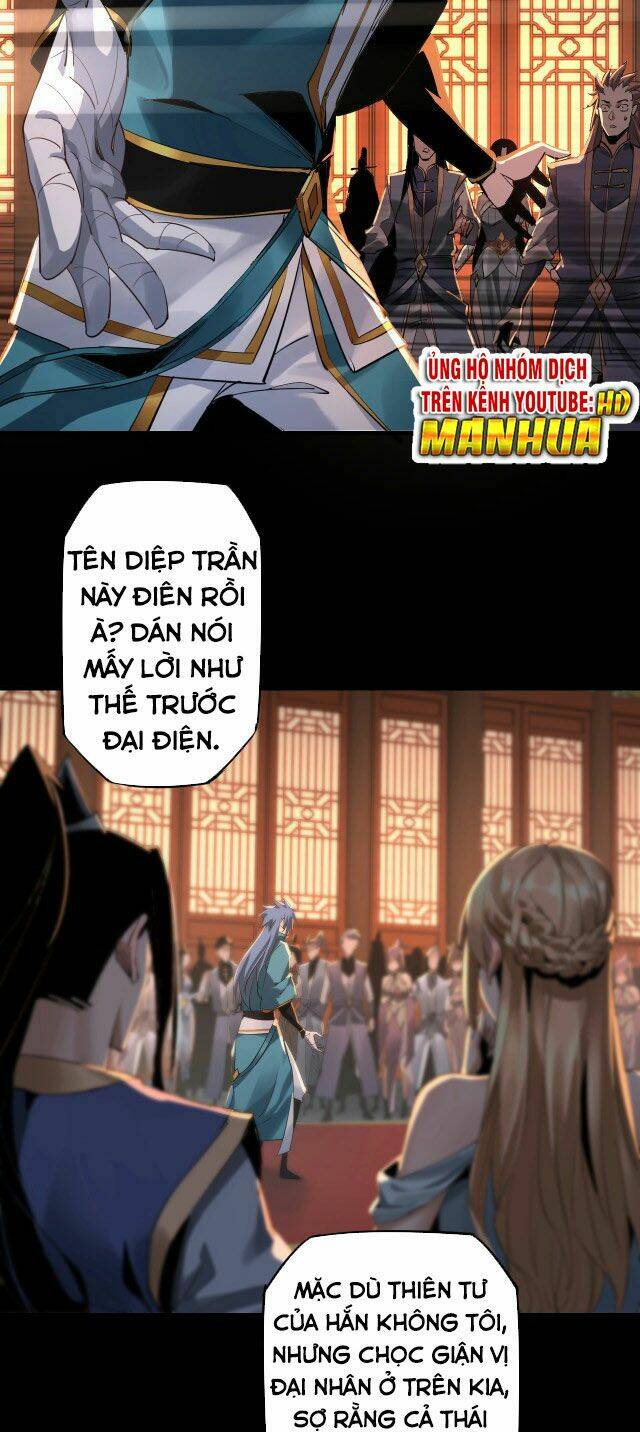 ỦNG HỘ NHÓM DỊCH
TRÊN KÊNH YOUTUBE: HD
MANHUA
TÊN DIỆP TRẦN
NÀY ĐIÊN RỒI
À? DÁN NÓI
MẤY LỜI NHƯ
THẾ TRƯỚC
ĐẠI ĐIỆN.
MẶC DÙ THIÊN TƯ
CỦA HẮN KHÔNG TÔI,
NHƯNG CHỌC GIẬN VỊ
ĐẠI NHÂN Ở TRÊN KIA,
SỢ RẰNG CẢ THÁI